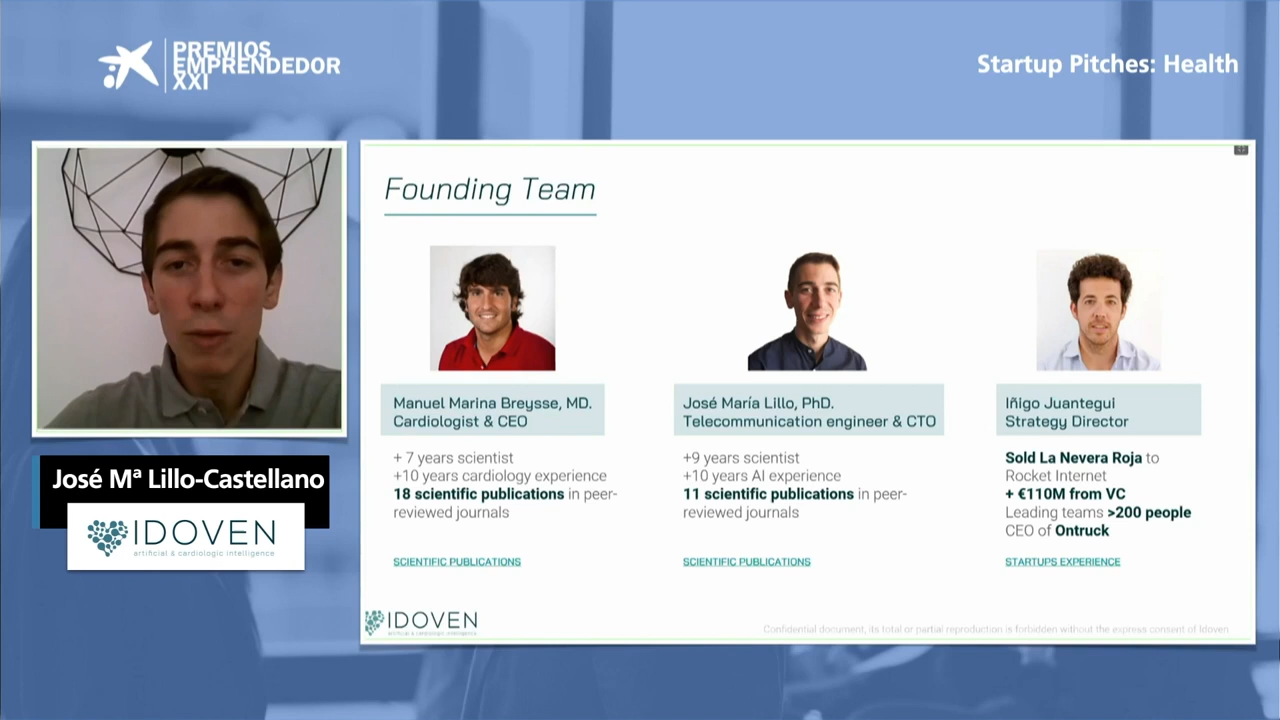 PREMIOS
EMPRENDEDOR
XXI
Startup Pitches: Health
José Mª Lillo-Castellano
IDOVEN
artificial & cardiologic intelligence
Founding Team
Manuel Marina Breysse, MD.
Cardiologist & CEO
+ 7 years scientist
+10 years cardiology experience
18 scientific publications in peer-
reviewed journals
SCIENTIFIC PUBLICATIONS
José María Lillo, PhD.
Telecommunication engineer & CTO
+9 years scientist
+10 years AI experience
11 scientific publications in peer-
reviewed journals
SCIENTIFIC PUBLICATIONS
Iñigo Juantegui
Strategy Director
Sold La Nevera Roja to
Rocket Internet
+ €110M from VC
Leading teams >200 people
CEO of Ontruck
STARTUPS EXPERIENCE
IDOVEN
artificial & cardiologic intelligence
Confidential document, its total or partial reproduction is forbidden without the express consent of Idoven